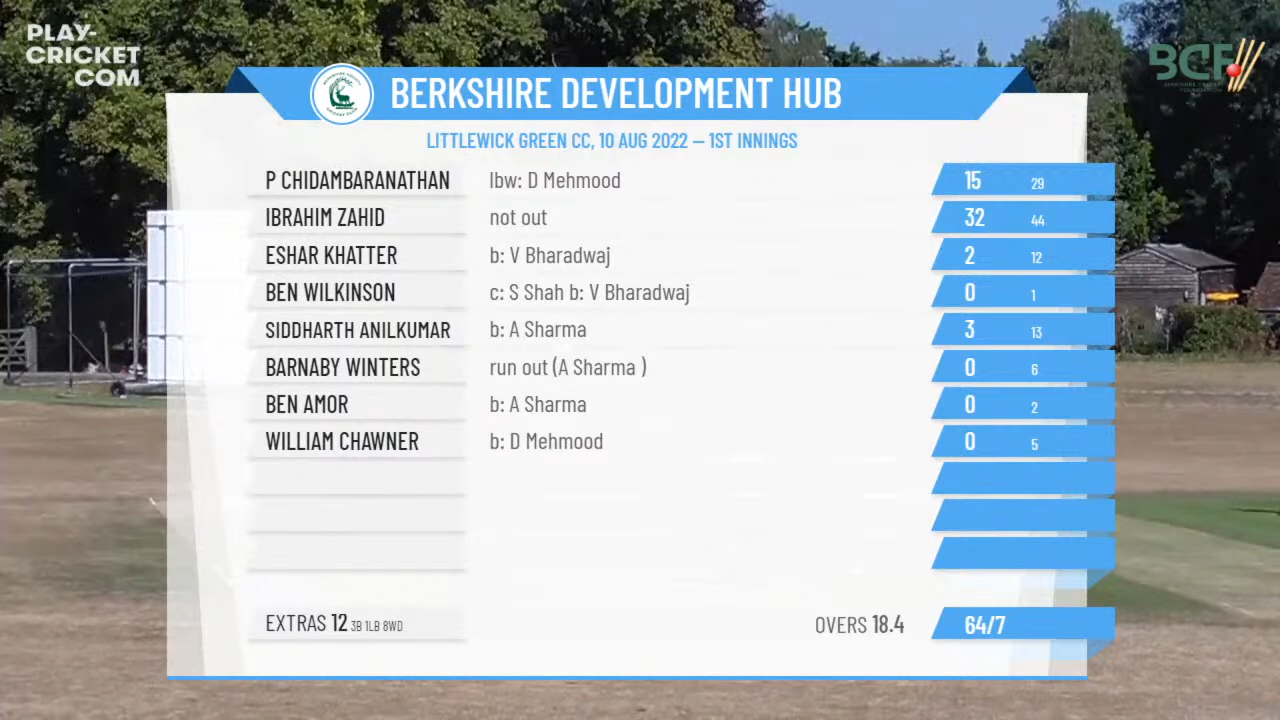 PLAY-
CRICKET
COM
BCF
BERKSHIRE DEVELOPMENT HUB
LITTLEWICK GREEN CC, 10 AUG 2022 – 1ST INNINGS
P CHIDAMBARANATHAN lbw: D Mehmood 15 29
IBRAHIM ZAHID not out 32 44
ESHAR KHATTER b: V Bharadwaj 2 12
BEN WILKINSON c: S Shah b: V Bharadwaj 0 1
SIDDHARTH ANILKUMAR b: A Sharma 3 13
BARNABY WINTERS run out (A Sharma ) 0 6
BEN AMOR b: A Sharma 0 2
WILLIAM CHAWNER b: D Mehmood 0 5
EXTRAS 12 3B 1LB 8WD OVERS 18.4 64/7